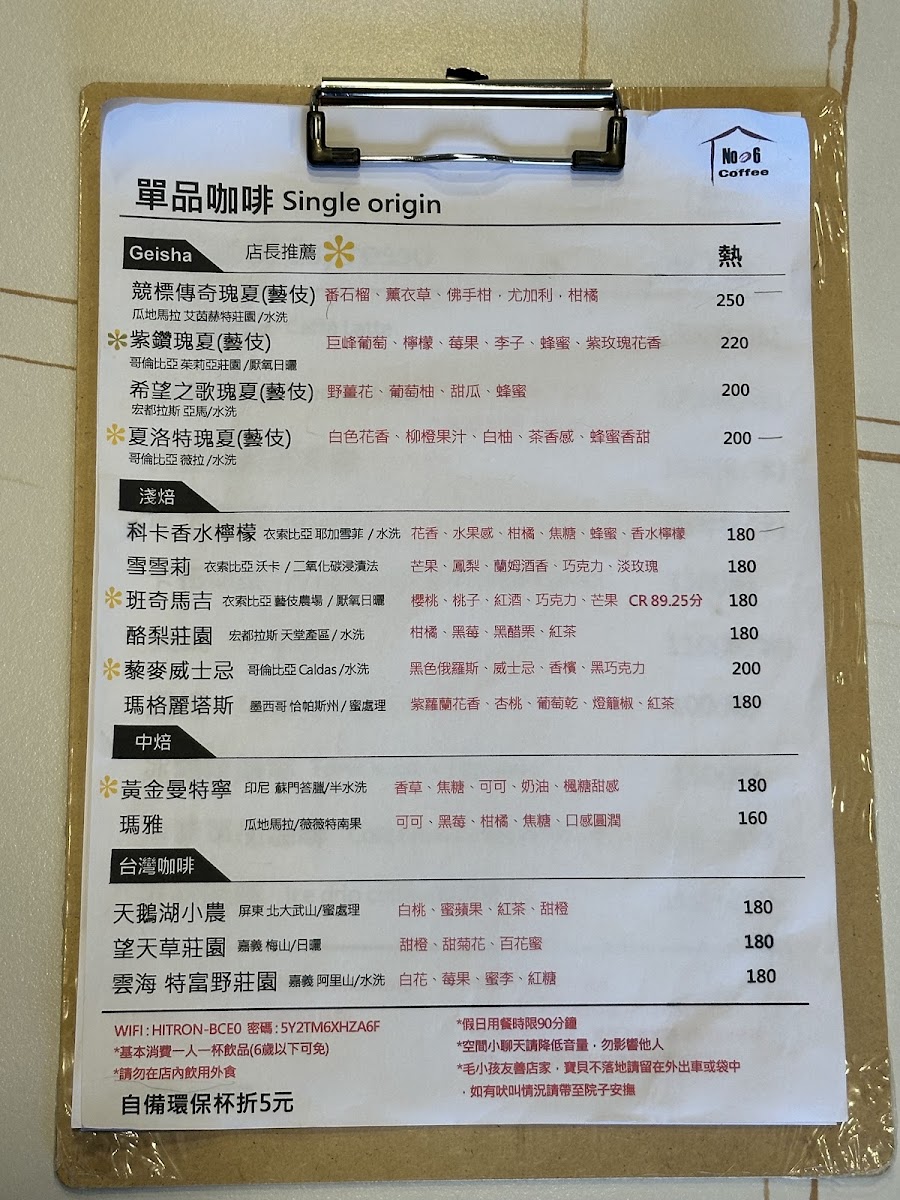 No 6
Coffee
單品咖啡 Single origin
Geisha 店長推薦 熱
競標傳奇瑰夏(藝伎) 番石榴、薰衣草、佛手柑、尤加利、柑橘 250
瓜地馬拉 艾茵赫特莊園/水洗
紫鑽瑰夏(藝伎) 巨峰葡萄、檸檬、莓果、李子、蜂蜜、紫玫瑰花香 220
哥倫比亞 茱莉亞莊園/厭氧日曬
希望之歌瑰夏(藝伎) 野薑花、葡萄柚、甜瓜、蜂蜜 200
宏都拉斯 亞馬/水洗
夏洛特瑰夏(藝伎) 白色花香、柳橙果汁、白柚、茶香感、蜂蜜香甜 200
哥倫比亞 薇拉/水洗
淺焙
科卡香水檸檬 衣索比亞 耶加雪菲 / 水洗 花香、水果感、柑橘、焦糖、蜂蜜、香水檸檬 180
雪雪莉 衣索比亞 沃卡 / 二氧化碳浸漬法 芒果、鳳梨、蘭姆酒香、巧克力、淡玫瑰 180
班奇馬吉 衣索比亞 藝伎農場 / 厭氧日曬 櫻桃、桃子、紅酒、巧克力、芒果 CR 89.25分 180
酪梨莊園 宏都拉斯 天堂產區 / 水洗 柑橘、黑莓、黑醋栗、紅茶 180
藜麥威士忌 哥倫比亞 Caldas /水洗 黑色俄羅斯、威士忌、香檳、黑巧克力 200
瑪格麗塔斯 墨西哥 恰帕斯州 / 蜜處理 紫羅蘭花香、杏桃、葡萄乾、燈籠椒、紅茶 180
中焙
黃金曼特寧 印尼 蘇門答臘/半水洗 香草、焦糖、可可、奶油、楓糖甜感 180
瑪雅 瓜地馬拉/薇薇特南果 可可、黑莓、柑橘、焦糖、口感圓潤 160
台灣咖啡
天鵝湖小農 屏東 北大武山/蜜處理 白桃、蜜蘋果、紅茶、甜橙 180
望天草莊園 嘉義 梅山/日曬 甜橙、甜菊花、百花蜜 180
雲海 特富野莊園 嘉義 阿里山/水洗 白花、莓果、蜜李、紅糖 180
WIFI : HITRON-BCE0 密碼 : 5Y2TM6XHZA6F
*基本消費一人一杯飲品(6歲以下可免)
*請勿在店內飲用外食
自備環保杯折5元
*假日用餐時限90分鐘
*空間小聊天請降低音量，勿影響他人
*毛小孩友善店家，寶貝不落地請留在外出車或袋中
，如有吠叫情況請帶至院子安撫